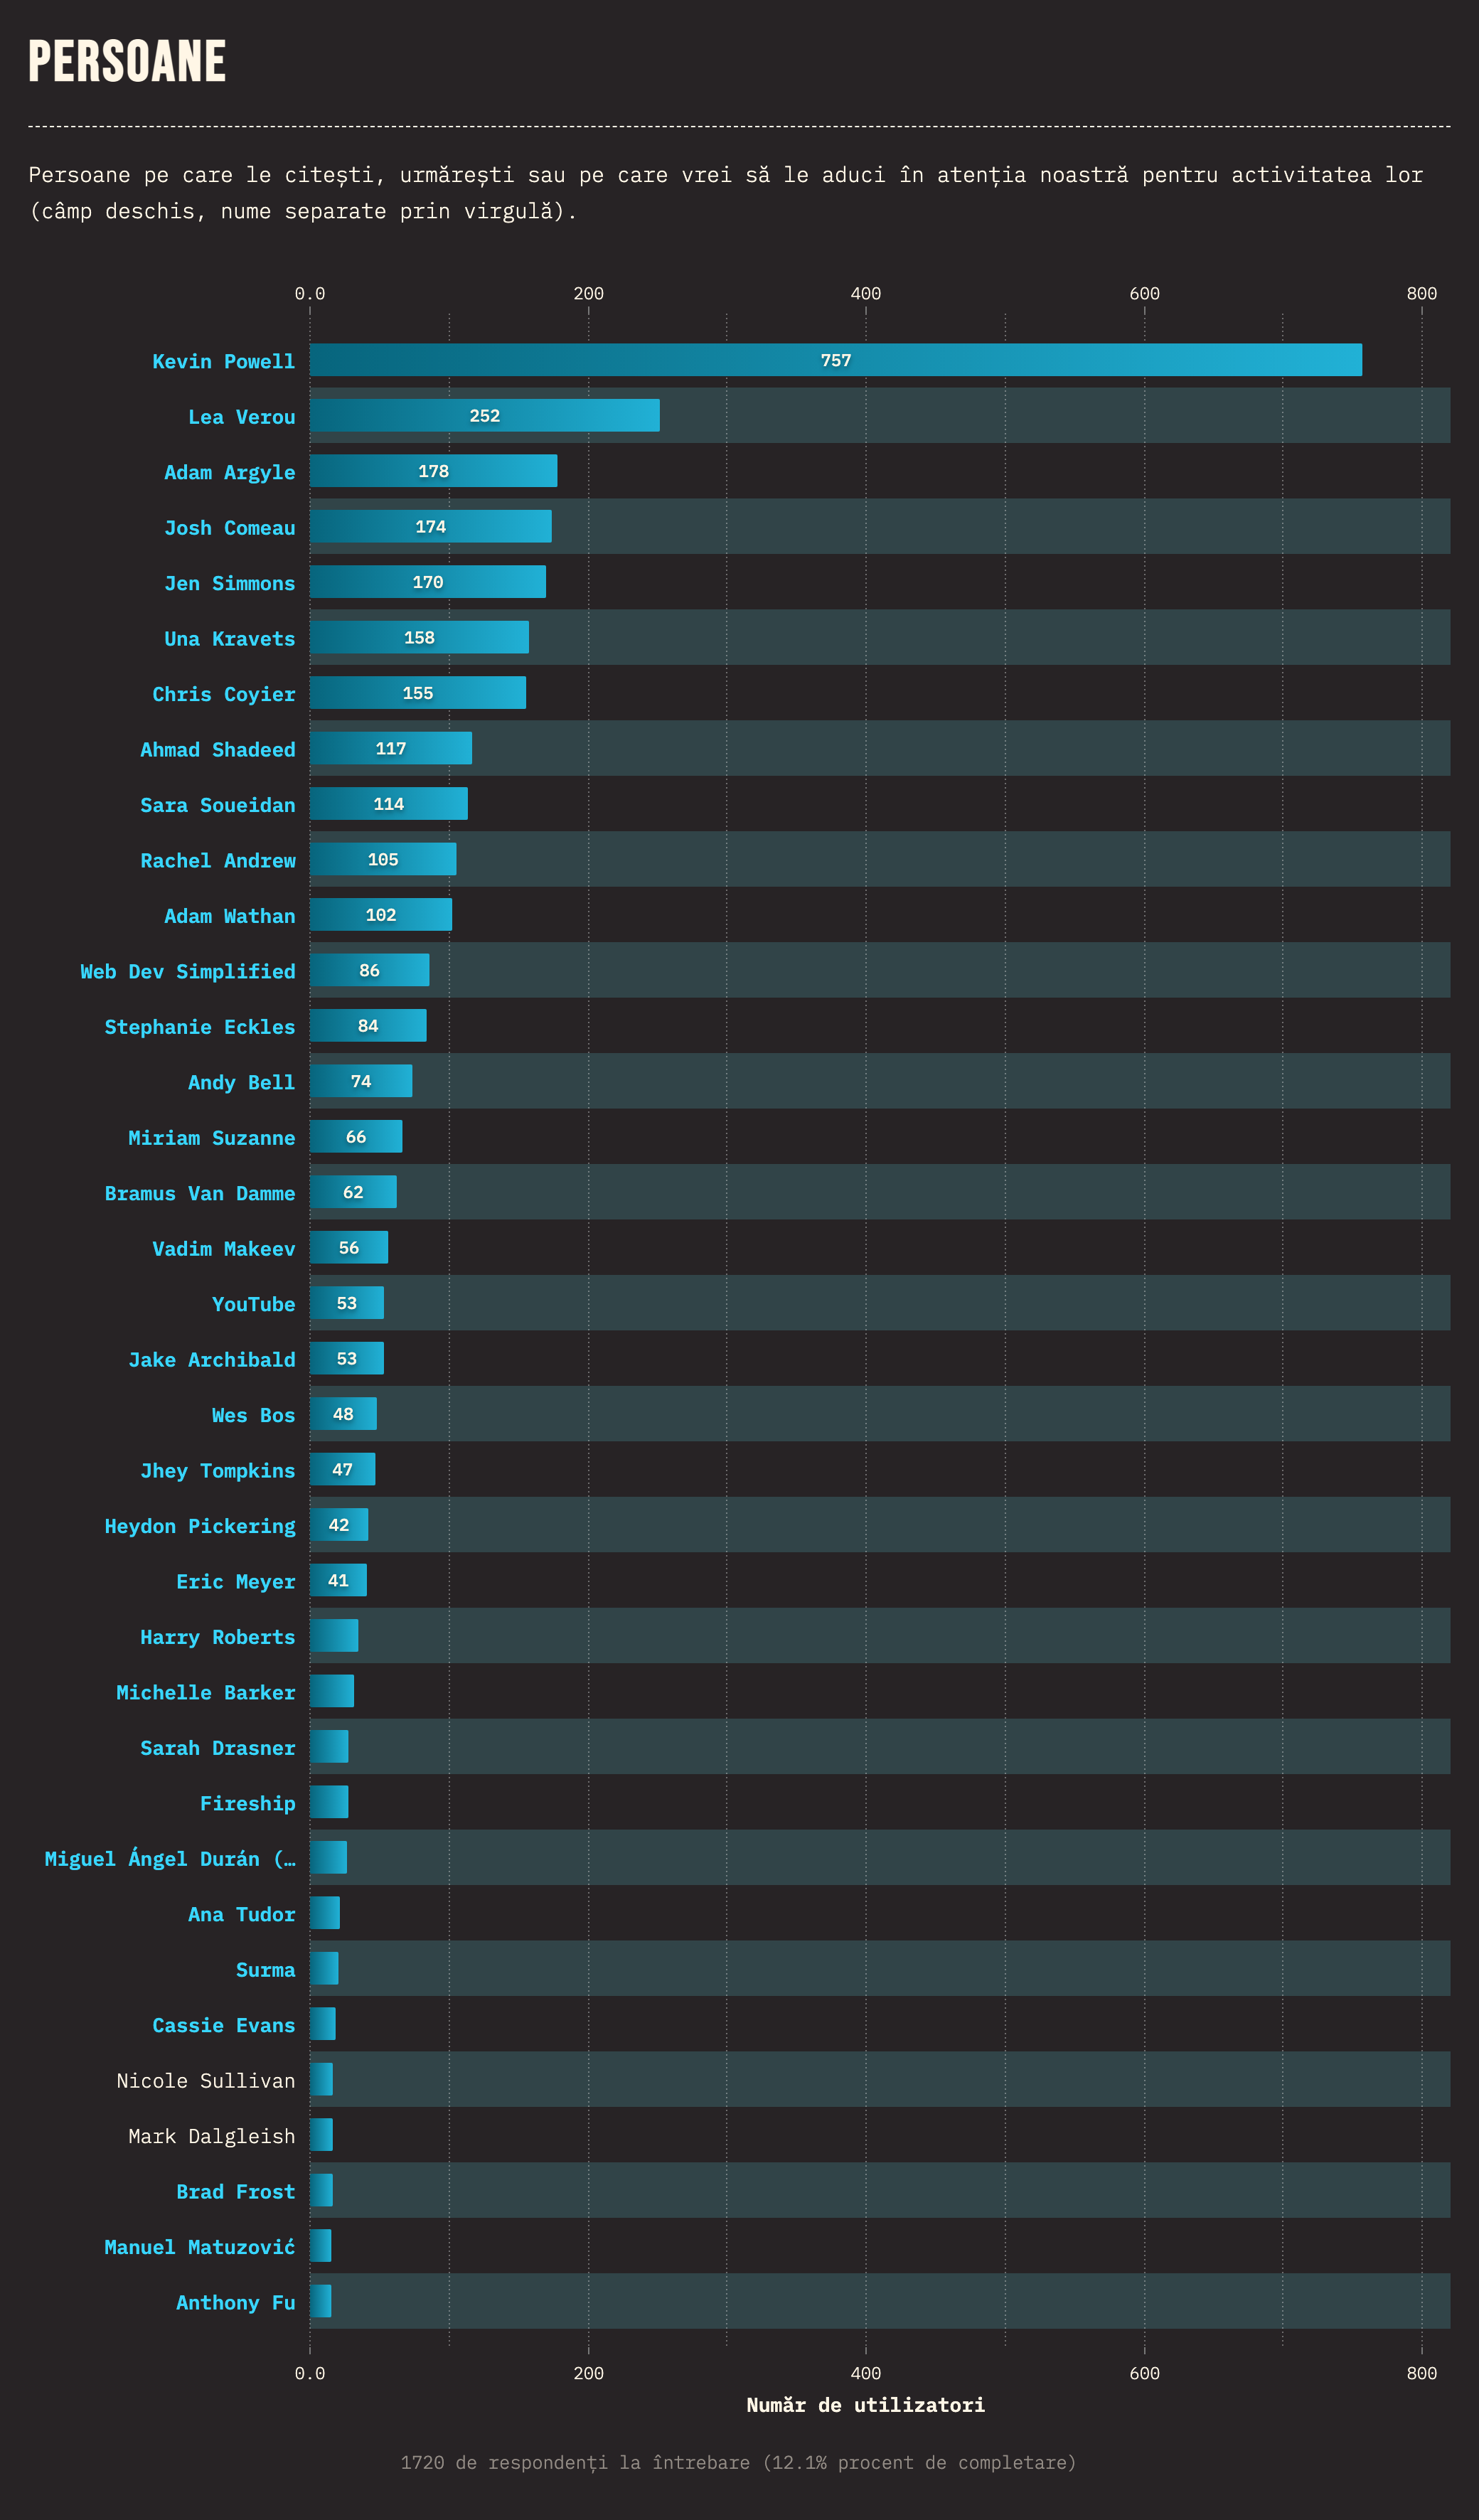 PERSOANE
Persoane pe care le citești, urmărești sau pe care vrei să le aduci în atenția noastră pentru activitatea lor
(câmp deschis, nume separate prin virgulă).
0.0 200 400 600 800
Kevin Powell 757
Lea Verou 252
Adam Argyle 178
Josh Comeau 174
Jen Simmons 170
Una Kravets 158
Chris Coyier 155
Ahmad Shadeed 117
Sara Soueidan 114
Rachel Andrew 105
Adam Wathan 102
Web Dev Simplified 86
Stephanie Eckles 84
Andy Bell 74
Miriam Suzanne 66
Bramus Van Damme 62
Vadim Makeev 56
YouTube 53
Jake Archibald 53
Wes Bos 48
Jhey Tompkins 47
Heydon Pickering 42
Eric Meyer 41
Harry Roberts
Michelle Barker
Sarah Drasner
Fireship
Miguel Ángel Durán (…
Ana Tudor
Surma
Cassie Evans
Nicole Sullivan
Mark Dalgleish
Brad Frost
Manuel Matuzović
Anthony Fu
0.0 200 400 600 800
Număr de utilizatori
1720 de respondenți la întrebare (12.1% procent de completare)